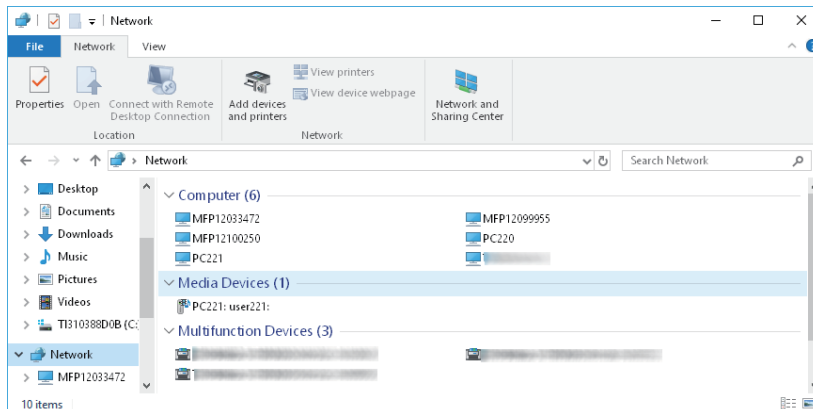 Network
File Network View
Properties Open Connect with Remote Desktop Connection Add devices and printers View printers View device webpage Network and Sharing Center
Location Network
Network Search Network
Desktop
Documents
Downloads
Music
Pictures
Videos
TI310388D0B (C:
Network
MFP12033472
Computer (6)
MFP12033472 MFP12099955
MFP12100250 PC220
PC221
Media Devices (1)
PC221: user221:
Multifunction Devices (3)
10 items